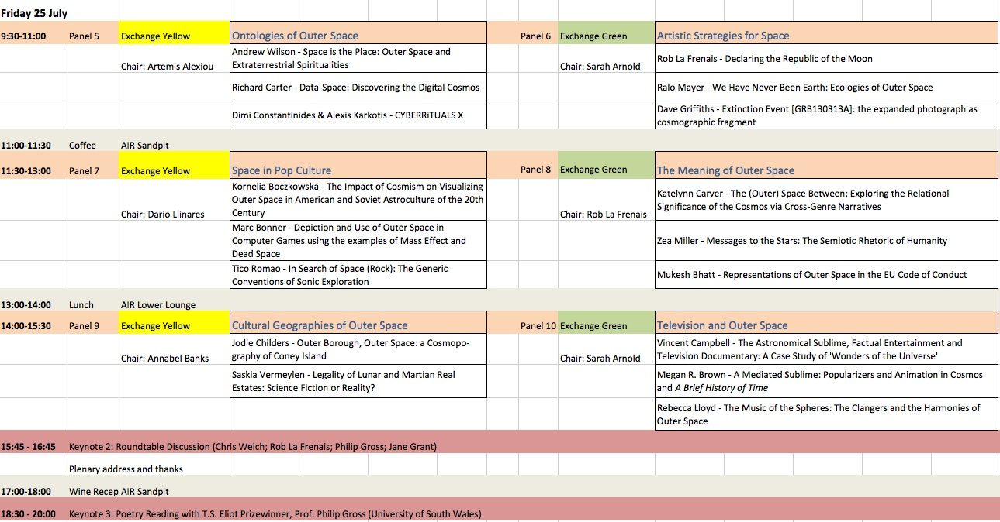 Friday 25 July
9:30-11:00 Panel 5 Exchange Yellow Ontologies of Outer Space Panel 6 Exchange Green Artistic Strategies for Space
Chair: Artemis Alexiou
Andrew Wilson - Space is the Place: Outer Space and
Extraterrestrial Spiritualities
Chair: Sarah Arnold
Rob La Frenais - Declaring the Republic of the Moon
Richard Carter - Data-Space: Discovering the Digital Cosmos
Ralo Mayer - We Have Never Been Earth: Ecologies of Outer Space
Dimi Constantinides & Alexis Karkotis - CYBERRiTUALS X
Dave Griffiths - Extinction Event [GRB130313A]: the expanded photograph as
cosmographic fragment
11:00-11:30 Coffee AIR Sandpit
11:30-13:00 Panel 7 Exchange Yellow Space in Pop Culture Panel 8 Exchange Green The Meaning of Outer Space
Chair: Dario Llinares
Kornelia Boczkowska - The Impact of Cosmism on Visualizing
Outer Space in American and Soviet Astroculture of the 20th
Century
Chair: Rob La Frenais
Katelynn Carver - The (Outer) Space Between: Exploring the Relational
Significance of the Cosmos via Cross-Genre Narratives
Marc Bonner - Depiction and Use of Outer Space in
Computer Games using the examples of Mass Effect and
Dead Space
Zea Miller - Messages to the Stars: The Semiotic Rhetoric of Humanity
Tico Romao - In Search of Space (Rock): The Generic
Conventions of Sonic Exploration
Mukesh Bhatt - Representations of Outer Space in the EU Code of Conduct
13:00-14:00 Lunch AIR Lower Lounge
14:00-15:30 Panel 9 Exchange Yellow Cultural Geographies of Outer Space Panel 10 Exchange Green Television and Outer Space
Chair: Annabel Banks
Jodie Childers - Outer Borough, Outer Space: a Cosmopo-
graphy of Coney Island
Chair: Sarah Arnold
Vincent Campbell - The Astronomical Sublime, Factual Entertainment and
Television Documentary: A Case Study of 'Wonders of the Universe'
Saskia Vermeylen - Legality of Lunar and Martian Real
Estates: Science Fiction or Reality?
Megan R. Brown - A Mediated Sublime: Popularizers and Animation in Cosmos
and A Brief History of Time
Rebecca Lloyd - The Music of the Spheres: The Clangers and the Harmonies of
Outer Space
15:45 - 16:45 Keynote 2: Roundtable Discussion (Chris Welch; Rob La Frenais; Philip Gross; Jane Grant)
Plenary address and thanks
17:00-18:00 Wine Recep AIR Sandpit
18:30 - 20:00 Keynote 3: Poetry Reading with T.S. Eliot Prizewinner, Prof. Philip Gross (University of South Wales)